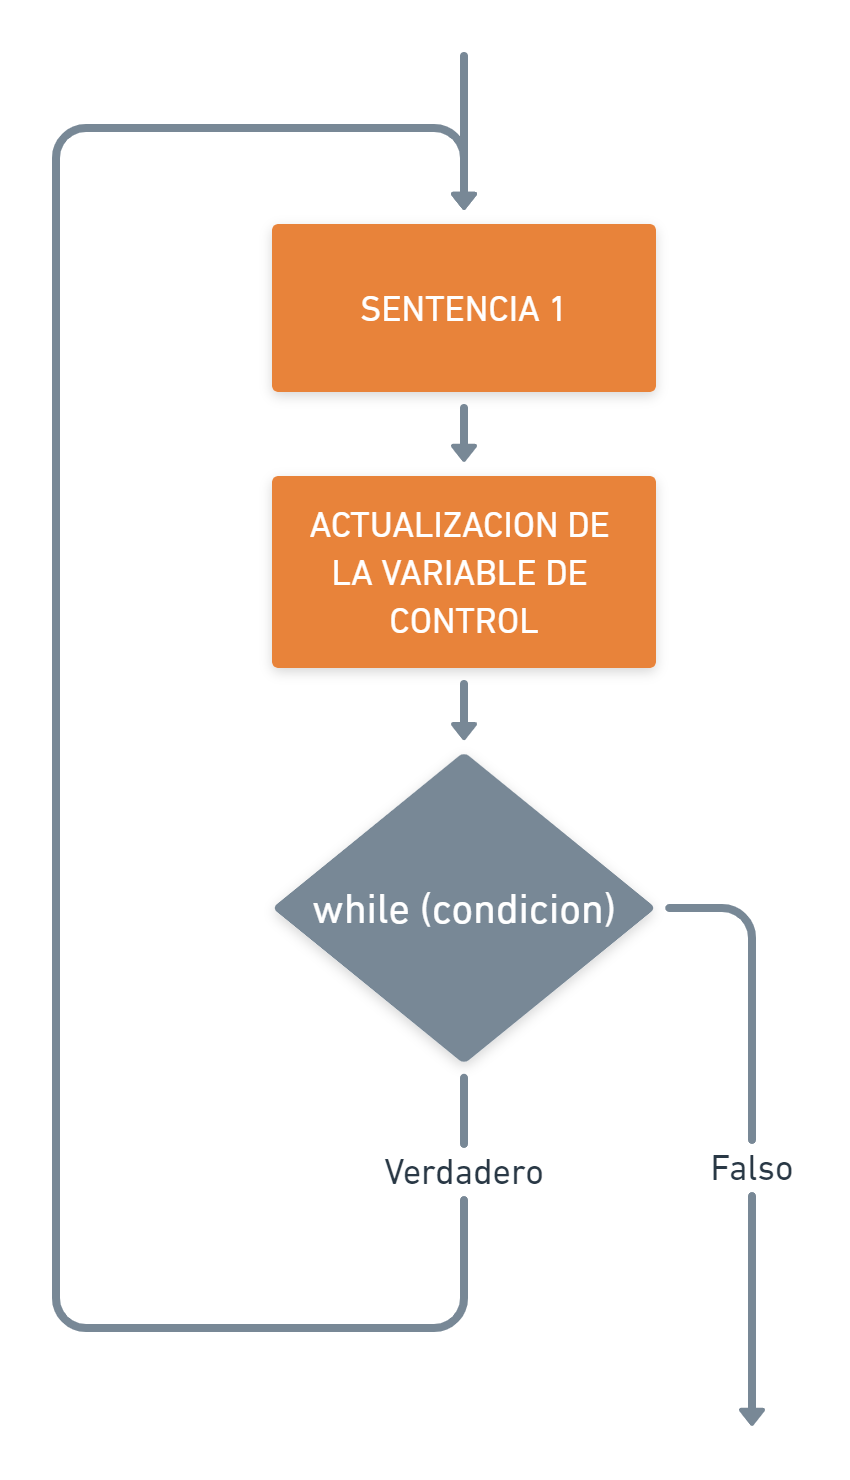 SENTENCIA 1
ACTUALIZACION DE
LA VARIABLE DE
CONTROL
while (condicion)
Verdadero
Falso